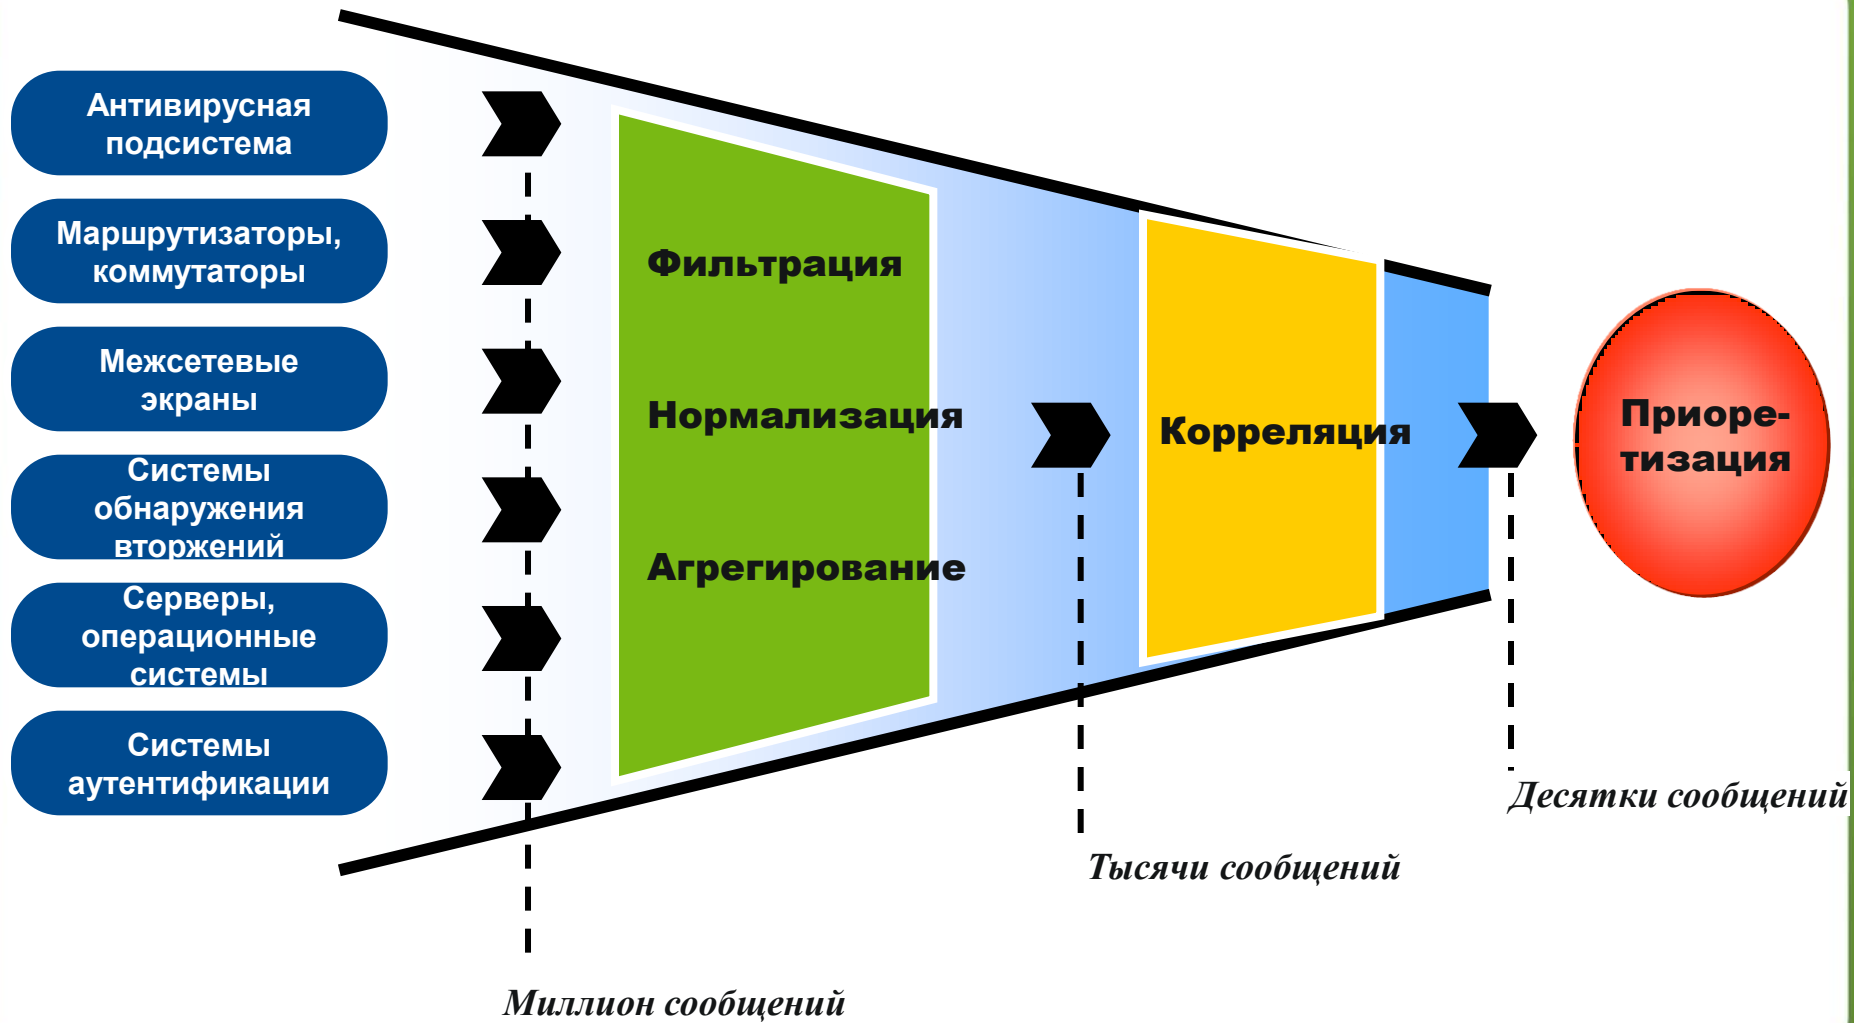 Антивирусная
подсистема
Маршрутизаторы,
коммутаторы
Межсетевые
экраны
Системы
обнаружения
вторжений
Серверы,
операционные
системы
Системы
аутентификации
Фильтрация
Нормализация
Агрегирование
Корреляция
Приоре-
тизация
Десятки сообщений
Тысячи сообщений
Миллион сообщений